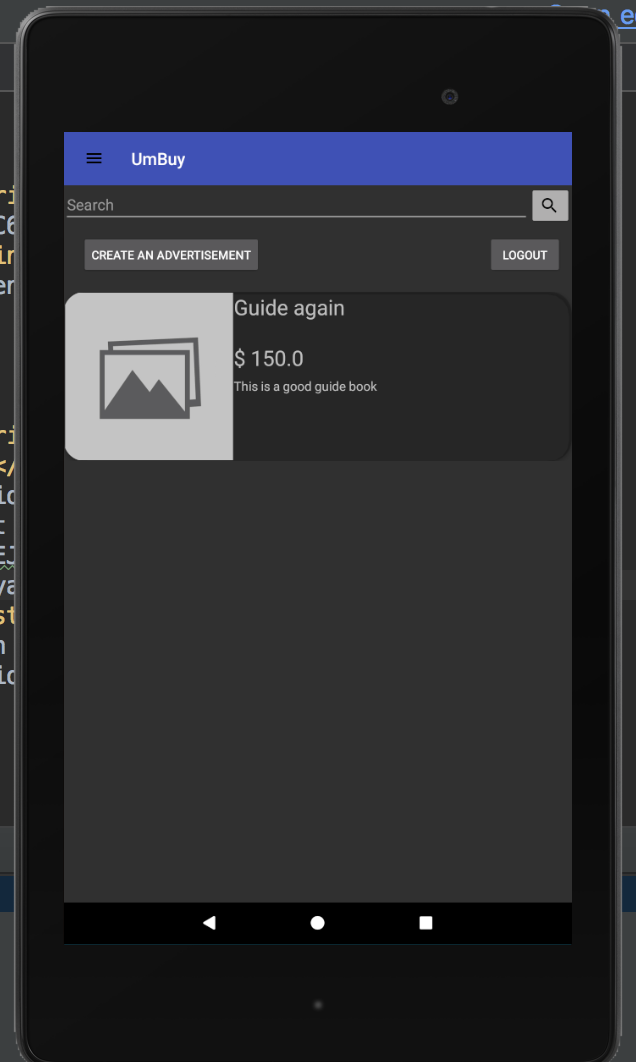 UmBuy
Search
CREATE AN ADVERTISEMENT
LOGOUT
Guide again
$ 150.0
This is a good guide book